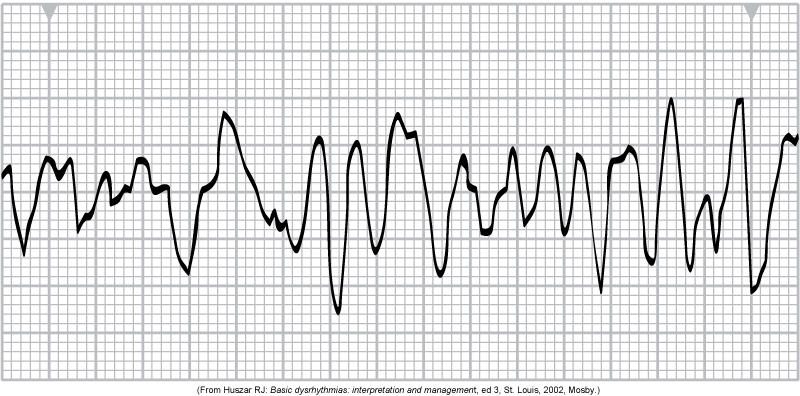 (From Huszar RJ: Basic dysrhythmias: interpretation and management, ed 3, St. Louis, 2002, Mosby.)